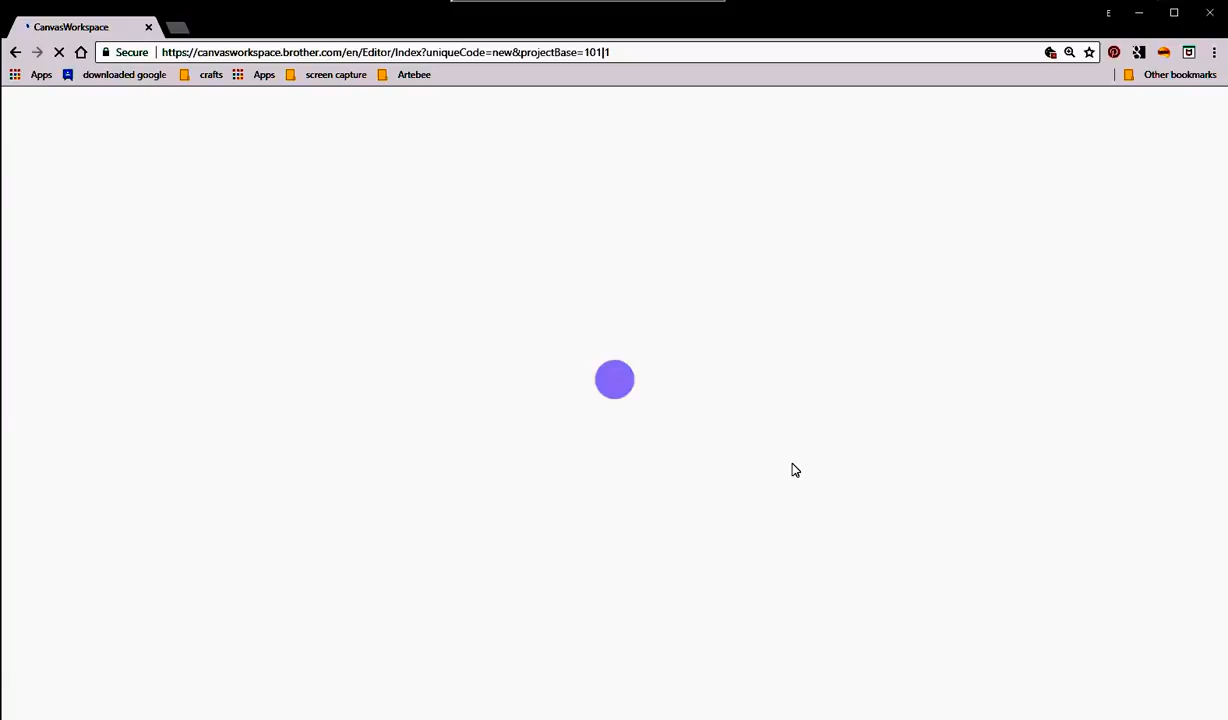 CanvasWorkspace
E
Secure
https://canvasworkspace.brother.com/en/Editor/Index?uniqueCode=new&projectBase=101|1
Apps downloaded google crafts Apps screen capture Artebee Other bookmarks